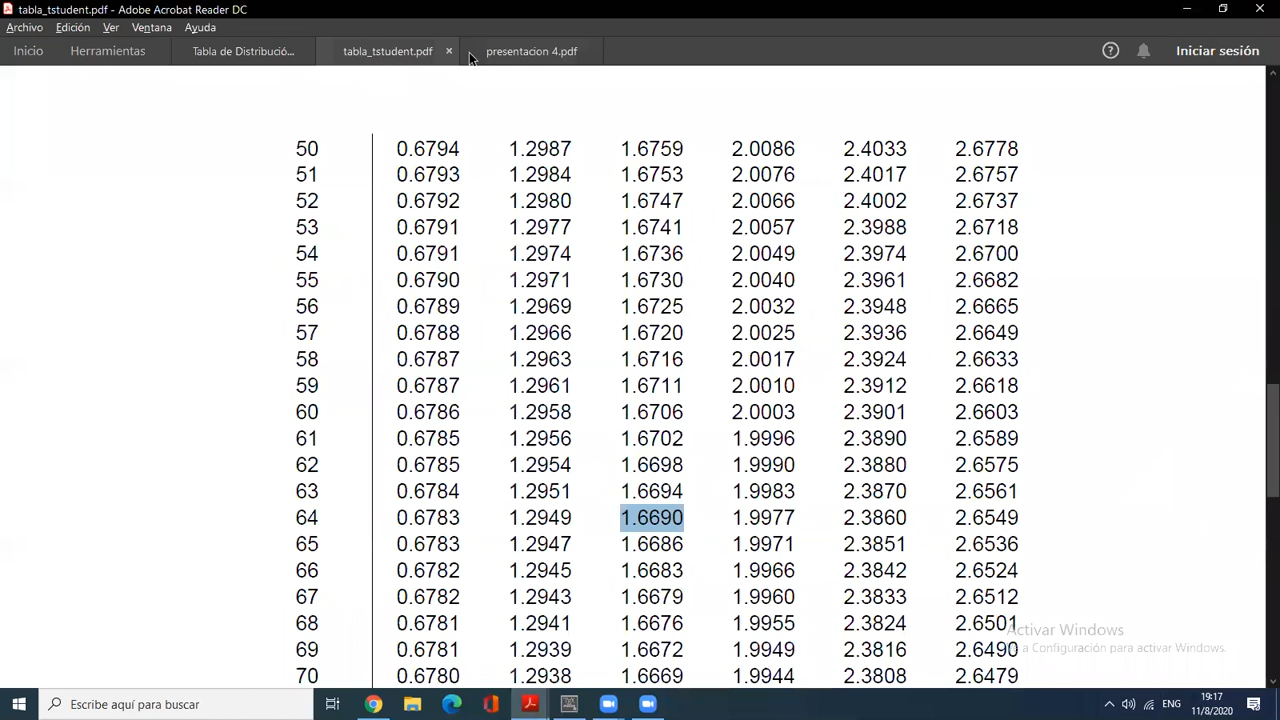 tabla_tstudent.pdf - Adobe Acrobat Reader DC
Archivo Edición Ver Ventana Ayuda
Inicio Herramientas Tabla de Distribució... tabla_tstudent.pdf × presentacion 4.pdf ? Iniciar sesión
50 0.6794 1.2987 1.6759 2.0086 2.4033 2.6778
51 0.6793 1.2984 1.6753 2.0076 2.4017 2.6757
52 0.6792 1.2980 1.6747 2.0066 2.4002 2.6737
53 0.6791 1.2977 1.6741 2.0057 2.3988 2.6718
54 0.6791 1.2974 1.6736 2.0049 2.3974 2.6700
55 0.6790 1.2971 1.6730 2.0040 2.3961 2.6682
56 0.6789 1.2969 1.6725 2.0032 2.3948 2.6665
57 0.6788 1.2966 1.6720 2.0025 2.3936 2.6649
58 0.6787 1.2963 1.6716 2.0017 2.3924 2.6633
59 0.6787 1.2961 1.6711 2.0010 2.3912 2.6618
60 0.6786 1.2958 1.6706 2.0003 2.3901 2.6603
61 0.6785 1.2956 1.6702 1.9996 2.3890 2.6589
62 0.6785 1.2954 1.6698 1.9990 2.3880 2.6575
63 0.6784 1.2951 1.6694 1.9983 2.3870 2.6561
64 0.6783 1.2949 1.6690 1.9977 2.3860 2.6549
65 0.6783 1.2947 1.6686 1.9971 2.3851 2.6536
66 0.6782 1.2945 1.6683 1.9966 2.3842 2.6524
67 0.6782 1.2943 1.6679 1.9960 2.3833 2.6512
68 0.6781 1.2941 1.6676 1.9955 2.3824 2.6501
Activar Windows
69 0.6781 1.2939 1.6672 1.9949 2.3816 2.6490
a Configuración para activar Windows.
70 0.6780 1.2938 1.6669 1.9944 2.3808 2.6479
Escribe aquí para buscar
ENG
19:17
11/8/2020